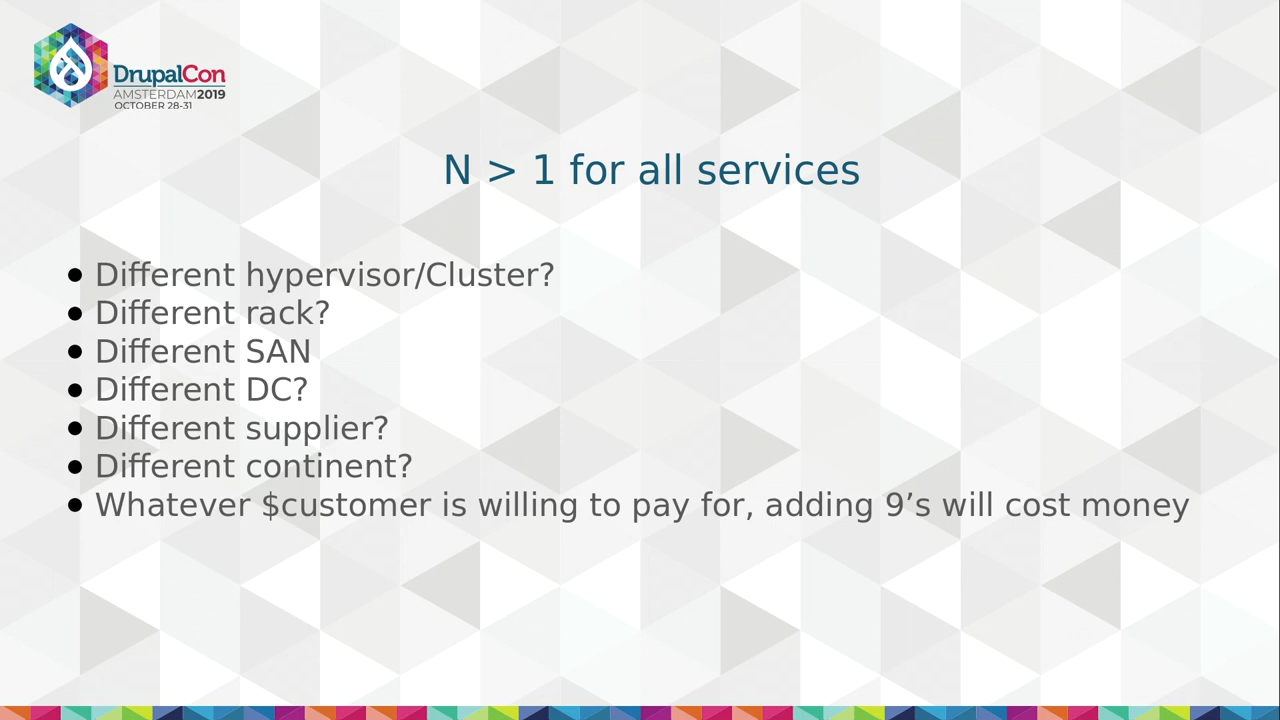 DrupalCon
AMSTERDAM2019
OCTOBER 28-31
N > 1 for all services
● Different hypervisor/Cluster?
● Different rack?
● Different SAN
● Different DC?
● Different supplier?
● Different continent?
● Whatever $customer is willing to pay for, adding 9’s will cost money